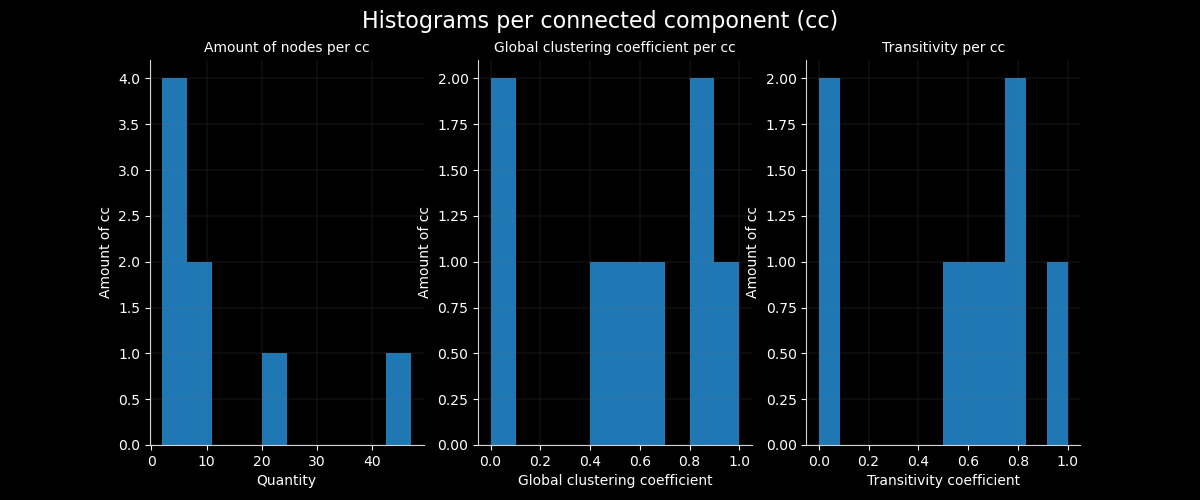 Histograms per connected component (cc)
Amount of nodes per cc
Amount of cc
4.0
3.5
3.0
2.5
2.0
1.5
1.0
0.5
0.0
0 10 20 30 40
Quantity
Global clustering coefficient per cc
Amount of cc
2.00
1.75
1.50
1.25
1.00
0.75
0.50
0.25
0.00
0.0 0.2 0.4 0.6 0.8 1.0
Global clustering coefficient
Transitivity per cc
Amount of cc
2.00
1.75
1.50
1.25
1.00
0.75
0.50
0.25
0.00
0.0 0.2 0.4 0.6 0.8 1.0
Transitivity coefficient